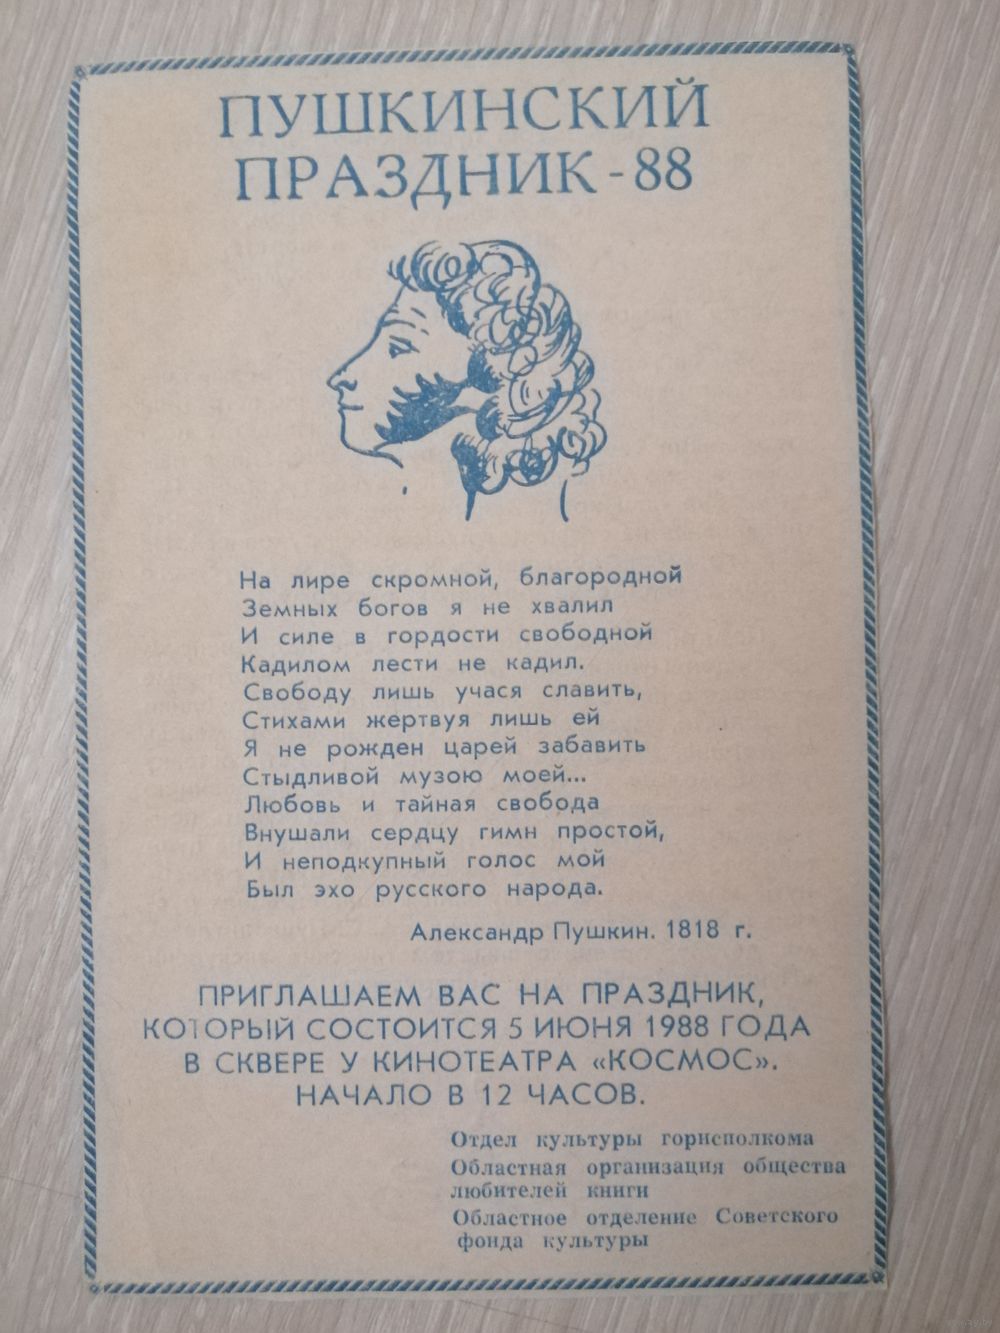 ПУШКИНСКИЙ
ПРАЗДНИК - 88
На лире скромной, благородной
Земных богов я не хвалил
И силе в гордости свободной
Кадилом лести не кадил.
Свободу лишь учася славить,
Стихами жертвуя лишь ей
Я не рожден царей забавить
Стыдливой музою моей...
Любовь и тайная свобода
Внушали сердцу гимн простой,
И неподкупный голос мой
Был эхо русского народа.
Александр Пушкин. 1818 г.
ПРИГЛАШАЕМ ВАС НА ПРАЗДНИК,
КОТОРЫЙ СОСТОИТСЯ 5 ИЮНЯ 1988 ГОДА
В СКВЕРЕ У КИНОТЕАТРА «КОСМОС».
НАЧАЛО В 12 ЧАСОВ.
Отдел культуры горисполкома
Областная организация общества
любителей книги
Областное отделение Советского
фонда культуры